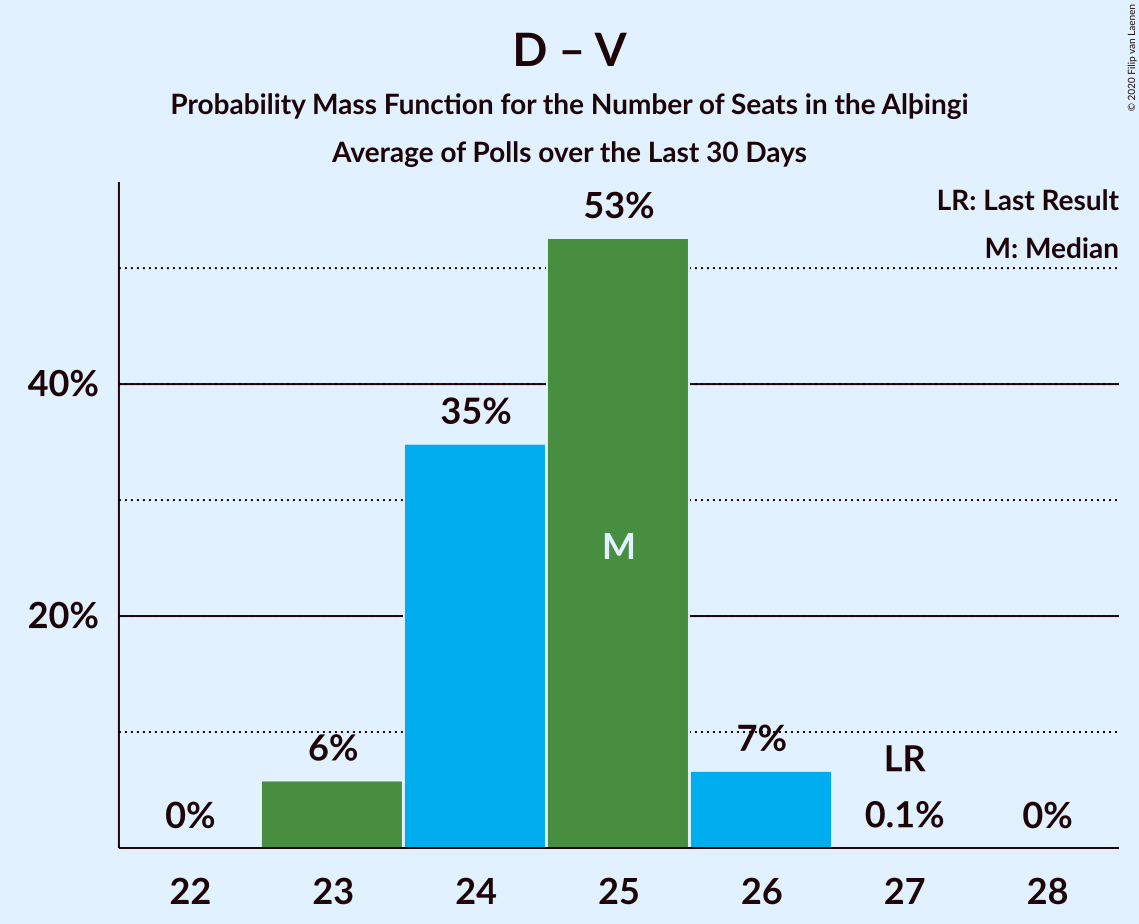 D – V
Probability Mass Function for the Number of Seats in the Alþingi
Average of Polls over the Last 30 Days
© 2020 Filip van Laenen
LR: Last Result
M: Median
53%
40%
35%
M
20%
6%
7%
LR
0%
0.1%
0%
22 23 24 25 26 27 28